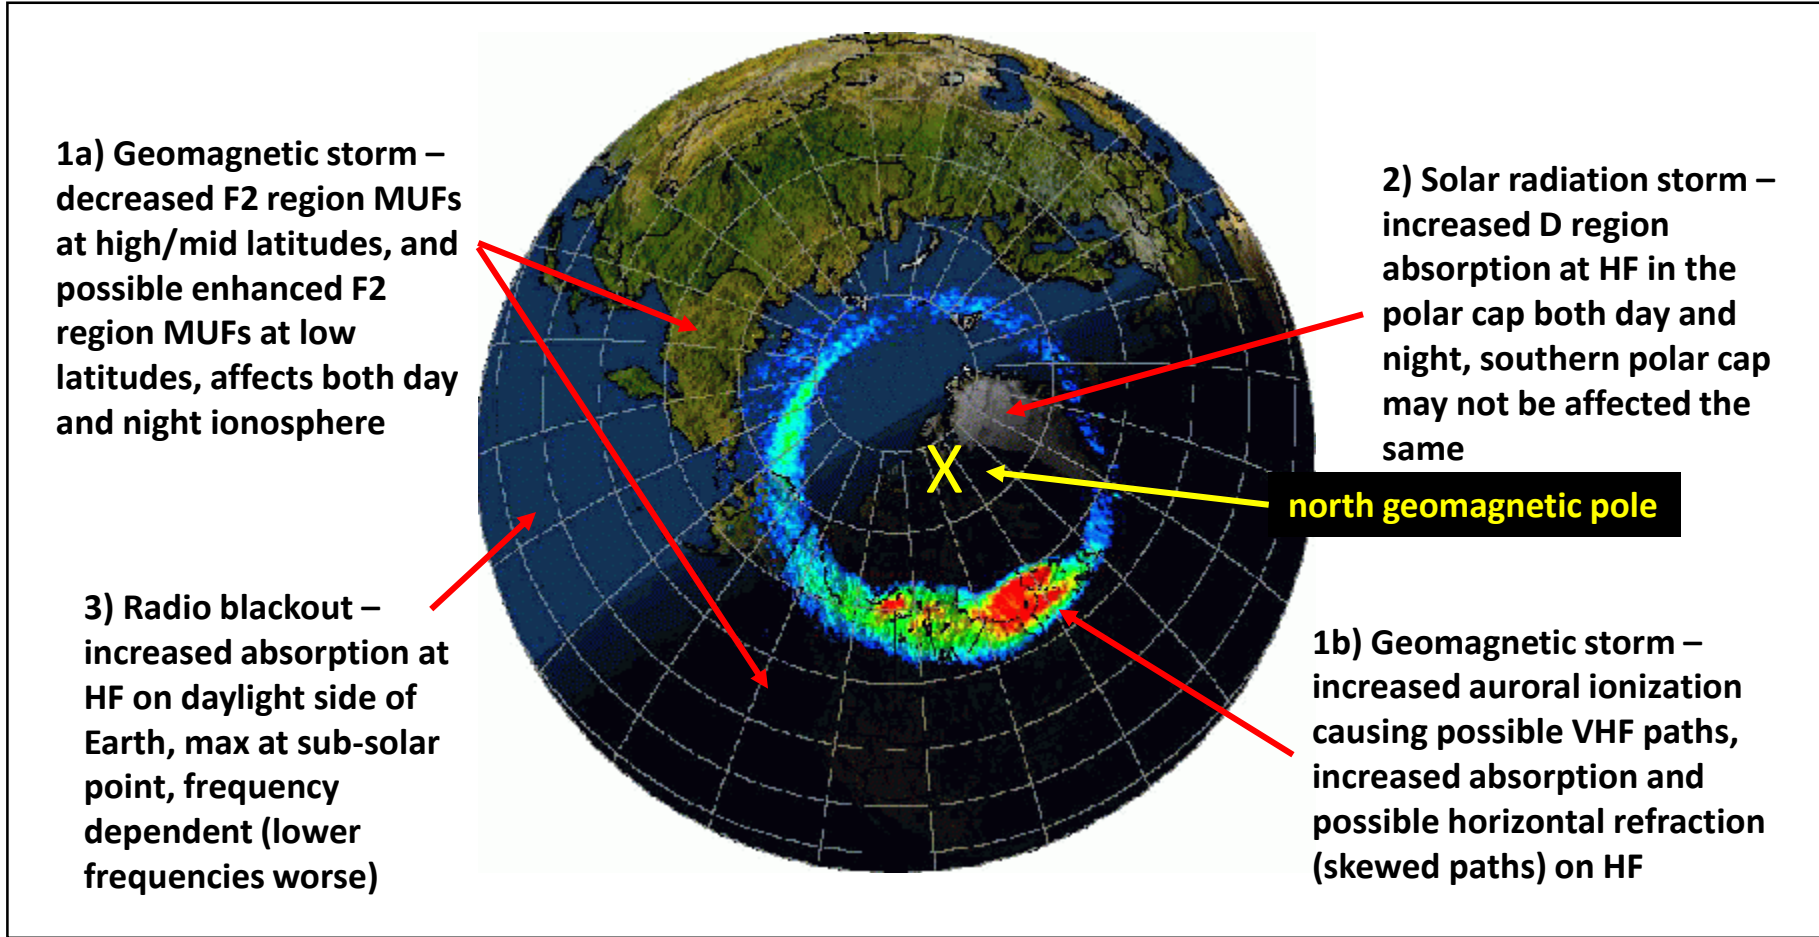 1a) Geomagnetic storm –
decreased F2 region MUFs
at high/mid latitudes, and
possible enhanced F2
region MUFs at low
latitudes, affects both day
and night ionosphere
2) Solar radiation storm –
increased D region
absorption at HF in the
polar cap both day and
night, southern polar cap
may not be affected the
same
X
north geomagnetic pole
3) Radio blackout –
increased absorption at
HF on daylight side of
Earth, max at sub-solar
point, frequency
dependent (lower
frequencies worse)
1b) Geomagnetic storm –
increased auroral ionization
causing possible VHF paths,
increased absorption and
possible horizontal refraction
(skewed paths) on HF